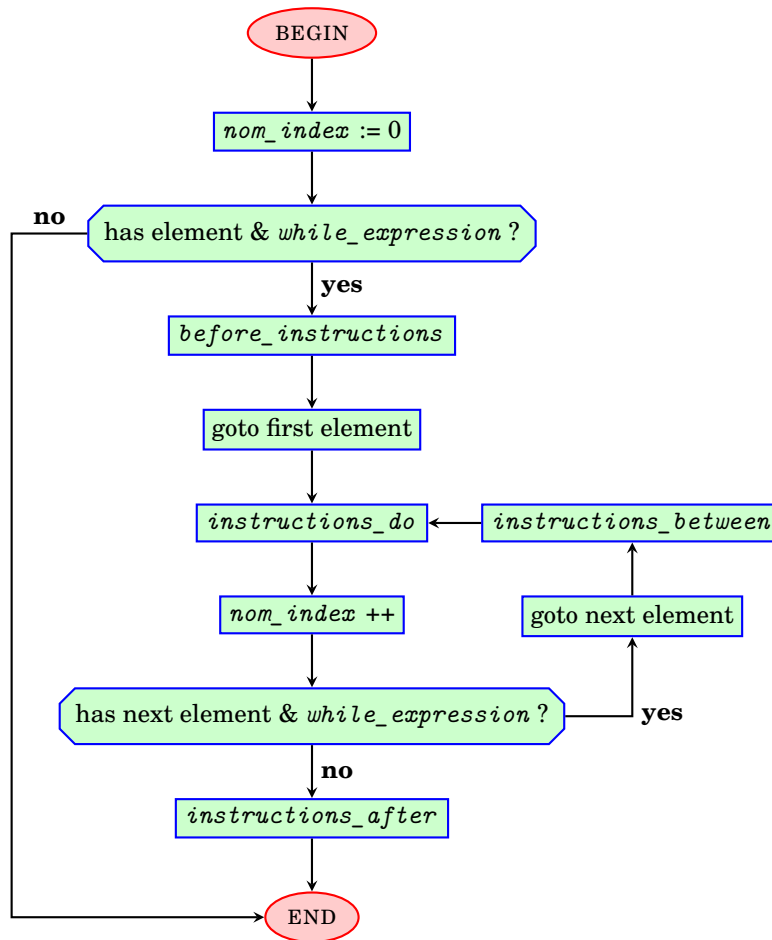 BEGIN
nom_index := 0
no
has element & while_expression ?
yes
before_instructions
goto first element
instructions_do
instructions_between
nom_index ++
goto next element
has next element & while_expression ?
yes
no
instructions_after
END